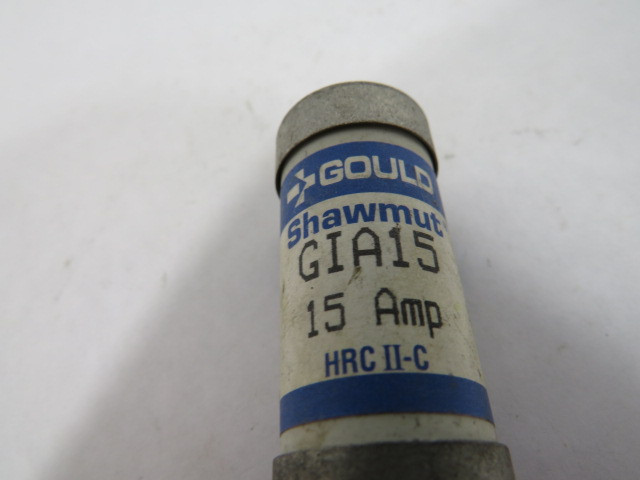 GOULD
Shawmut
GIA15
15 Amp
HRC II-C